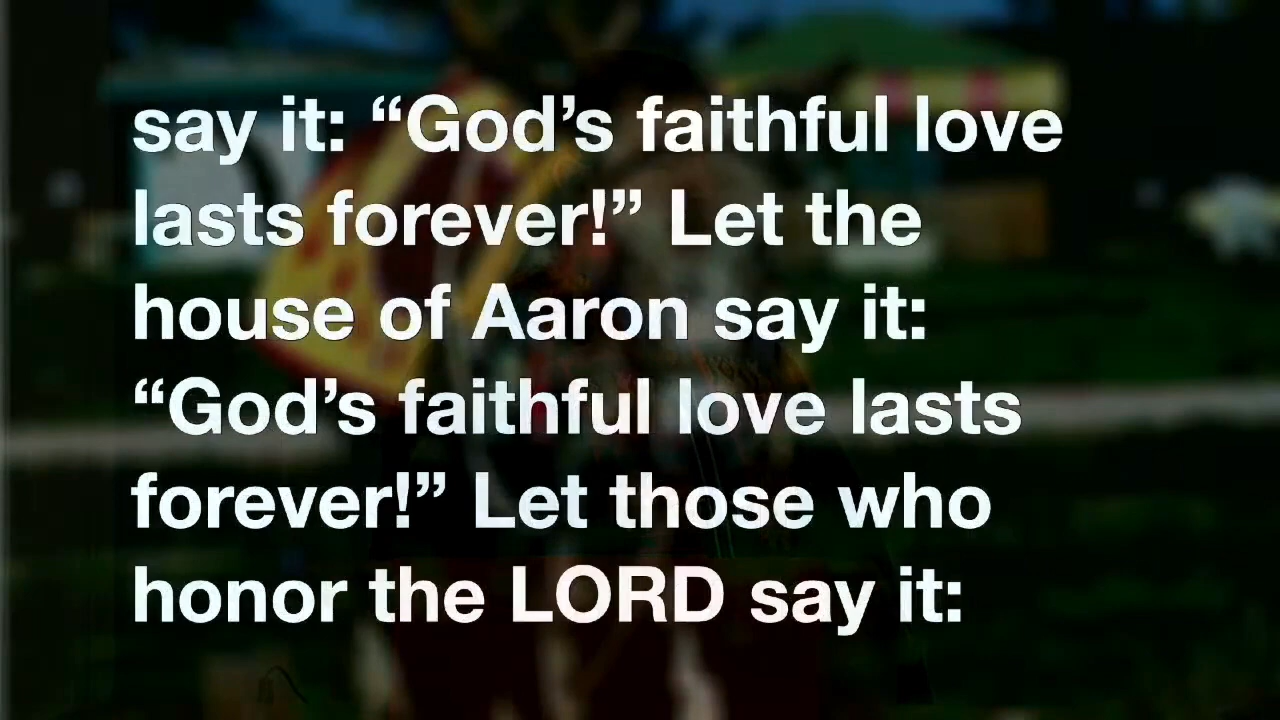 say it: “God’s faithful love
lasts forever!” Let the
house of Aaron say it:
“God’s faithful love lasts
forever!” Let those who
honor the LORD say it: